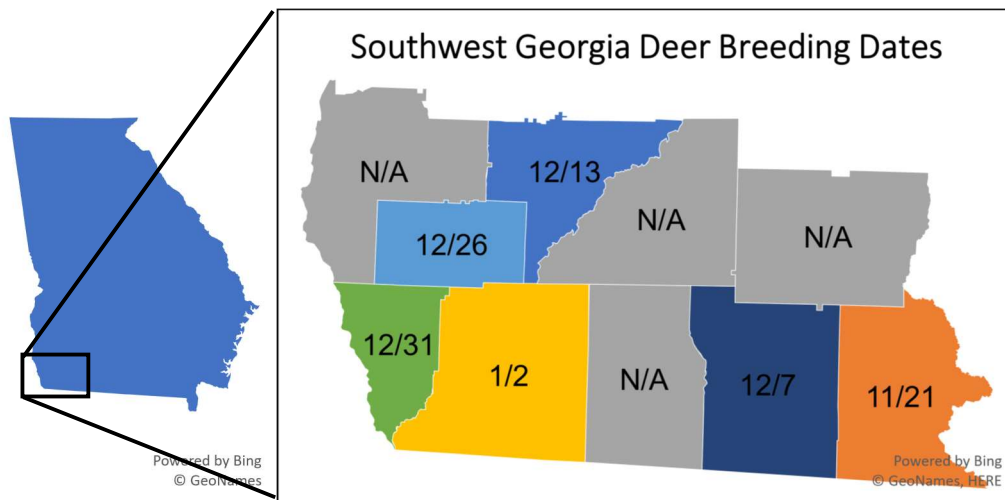 Southwest Georgia Deer Breeding Dates
N/A
12/13
N/A
N/A
12/26
12/31
1/2
N/A
12/7
11/21
Powered by Bing
© GeoNames
Powered by Bing
© GeoNames, HERE